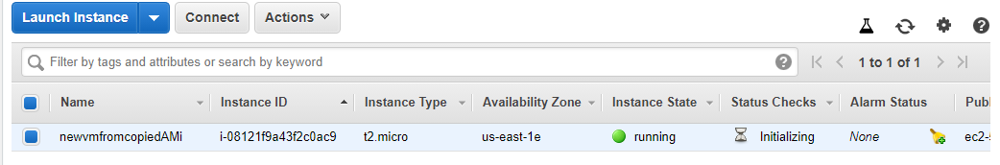 Launch Instance Connect Actions
Filter by tags and attributes or search by keyword 1 to 1 of 1
Name Instance ID Instance Type Availability Zone Instance State Status Checks Alarm Status Publ
newvmfromcopiedAMi i-08121f9a43f2c0ac9 t2.micro us-east-1e running Initializing None ec2-5